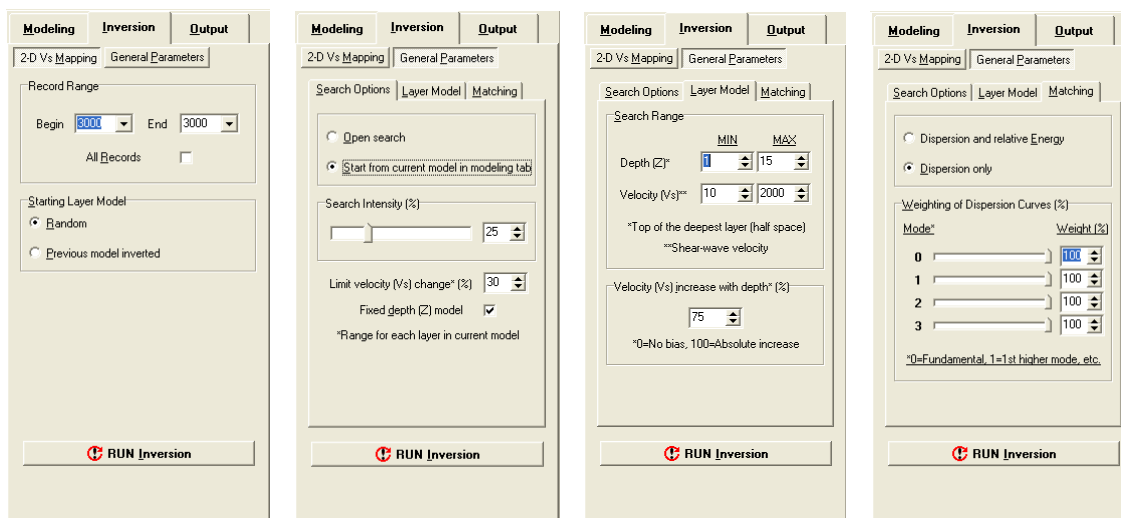 Modeling Inversion Output
2-D Vs Mapping General Parameters
Record Range
Begin 3000 End 3000
All Records
Starting Layer Model
Random
Previous model inverted
RUN Inversion
Modeling Inversion Output
2-D Vs Mapping General Parameters
Search Options Layer Model Matching
Open search
Start from current model in modeling tab
Search Intensity (%)
25
Limit velocity (Vs) change* (%) 30
Fixed depth (Z) model
*Range for each layer in current model
RUN Inversion
Modeling Inversion Output
2-D Vs Mapping General Parameters
Search Options Layer Model Matching
Search Range
MIN MAX
Depth (Z)* 1 15
Velocity (Vs)** 10 2000
*Top of the deepest layer (half space)
**Shear-wave velocity
Velocity (Vs) increase with depth* (%)
75
*0=No bias, 100=Absolute increase
RUN Inversion
Modeling Inversion Output
2-D Vs Mapping General Parameters
Search Options Layer Model Matching
Dispersion and relative Energy
Dispersion only
Weighting of Dispersion Curves (%)
Mode* Weight (%)
0 100
1 100
2 100
3 100
*0=Fundamental, 1=1st higher mode, etc.
RUN Inversion